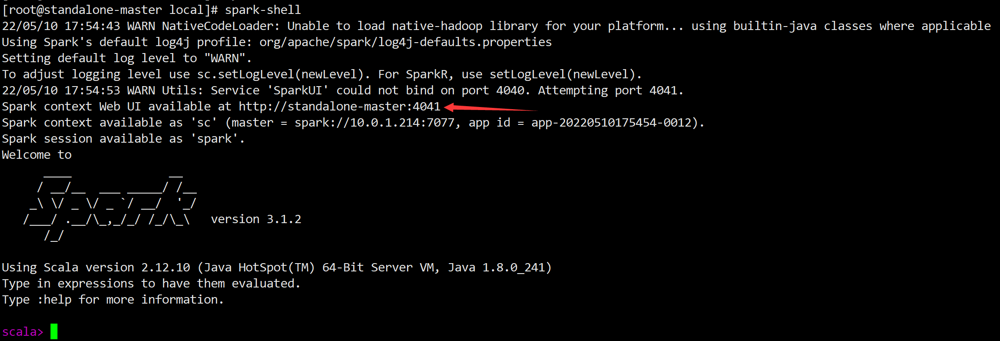 [root@standalone-master local]# spark-shell
22/05/10 17:54:43 WARN NativeCodeLoader: Unable to load native-hadoop library for your platform... using builtin-java classes where applicable
Using Spark's default log4j profile: org/apache/spark/log4j-defaults.properties
Setting default log level to "WARN".
To adjust logging level use sc.setLogLevel(newLevel). For SparkR, use setLogLevel(newLevel).
22/05/10 17:54:53 WARN Utils: Service 'SparkUI' could not bind on port 4040. Attempting port 4041.
Spark context Web UI available at http://standalone-master:4041
Spark context available as 'sc' (master = spark://10.0.1.214:7077, app id = app-20220510175454-0012).
Spark session available as 'spark'.
Welcome to
      ____              __
     / __/__  ___ _____/ /__
    _\ \/ _ \/ _ `/ __/  '_/
   /___/ .__/\_,_/_/ /_/\_\   version 3.1.2
      /_/
Using Scala version 2.12.10 (Java HotSpot(TM) 64-Bit Server VM, Java 1.8.0_241)
Type in expressions to have them evaluated.
Type :help for more information.
scala>